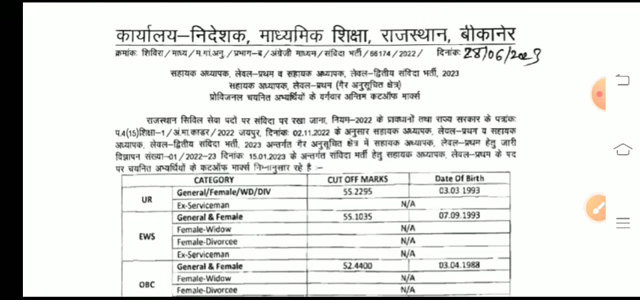 कार्यालय-निदेशक, माध्यमिक शिक्षा, राजस्थान, बीकानेर
क्रमांक: शिविरा/माध्य/म.गां.अनु/प्रभाग-ब/अंग्रेजी माध्यम/संविदा भर्ती/66174/2022/ दिनांक: 28/06/2023
सहायक अध्यापक, लेवल-प्रथम व सहायक अध्यापक, लेवल-द्वितीय संविदा भर्ती, 2023
सहायक अध्यापक, लेवल-प्रथम (गैर अनुसूचित क्षेत्र)
प्रोविजनल चयनित अभ्यर्थियों के वर्गवार अन्तिम कटऑफ मार्क्स
राजस्थान सिविल सेवा पदों पर संविदा पर रखा जाना, नियम-2022 के प्रावधानों तथा राज्य सरकार के पत्रांक:
प.4(15)शिक्षा-1/अं.मा.काडर/2022 जयपुर, दिनांक: 02.11.2022 के अनुसार सहायक अध्यापक, लेवल-प्रथम व सहायक
अध्यापक, लेवल-द्वितीय संविदा भर्ती, 2023 अन्तर्गत गैर अनुसूचित क्षेत्र में सहायक अध्यापक, लेवल-प्रथम हेतु जारी
विज्ञापन संख्या-01/2022-23 दिनांक: 15.01.2023 के अन्तर्गत संविदा भर्ती हेतु सहायक अध्यापक, लेवल-प्रथम के पद
पर चयनित अभ्यर्थियों के कटऑफ मार्क्स निम्नानुसार रहे है :-
CATEGORY CUT OFF MARKS Date Of Birth
UR General/Female/WD/DIV 55.2295 03.03.1993
Ex-Serviceman N/A
EWS General & Female 55.1035 07.09.1993
Female-Widow N/A
Female-Divorcee N/A
Ex-Serviceman N/A
OBC General & Female 52.4400 03.04.1988
Female-Widow N/A
Female-Divorcee N/A